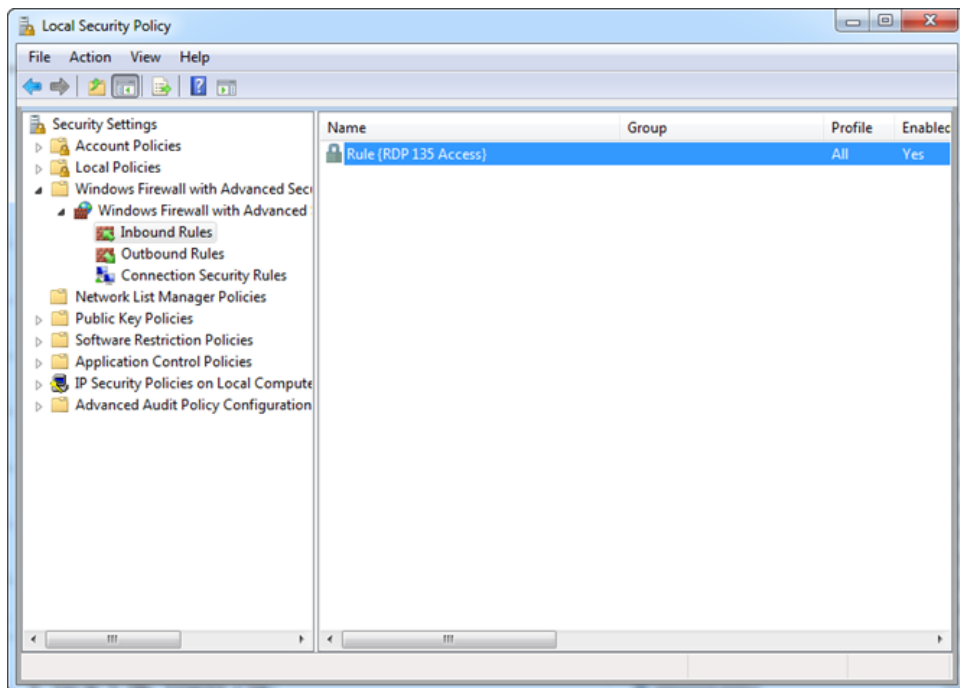 Local Security Policy
File Action View Help
Security Settings
Account Policies
Local Policies
Windows Firewall with Advanced Secu
Windows Firewall with Advanced
Inbound Rules
Outbound Rules
Connection Security Rules
Network List Manager Policies
Public Key Policies
Software Restriction Policies
Application Control Policies
IP Security Policies on Local Compute
Advanced Audit Policy Configuration
Name Group Profile Enabled
Rule {RDP 135 Access} All Yes